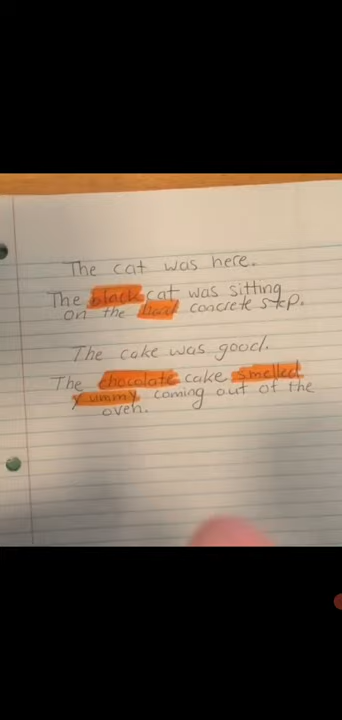 The cat was here.
The black cat was sitting
on the hard concrete step.
The cake was good.
The chocolate cake smelled
yummy coming out of the
oven.